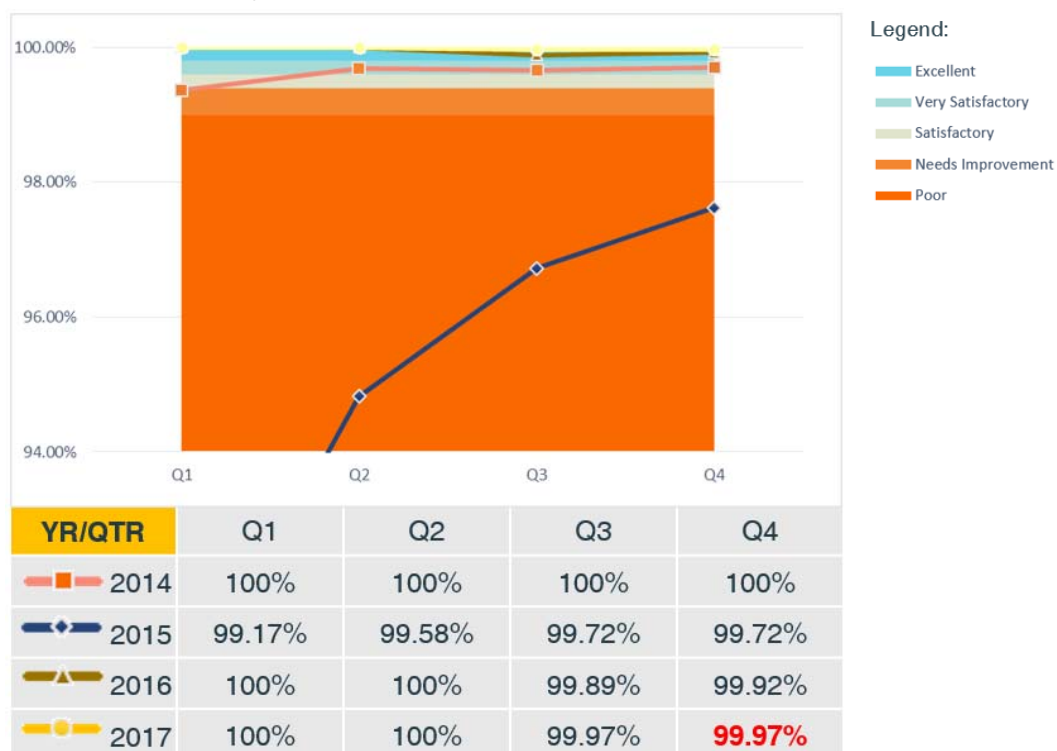 Legend:
100.00%
98.00%
96.00%
94.00%
Q1 Q2 Q3 Q4
Excellent
Very Satisfactory
Satisfactory
Needs Improvement
Poor
YR/QTR Q1 Q2 Q3 Q4
2014 100% 100% 100% 100%
2015 99.17% 99.58% 99.72% 99.72%
2016 100% 100% 99.89% 99.92%
2017 100% 100% 99.97% 99.97%